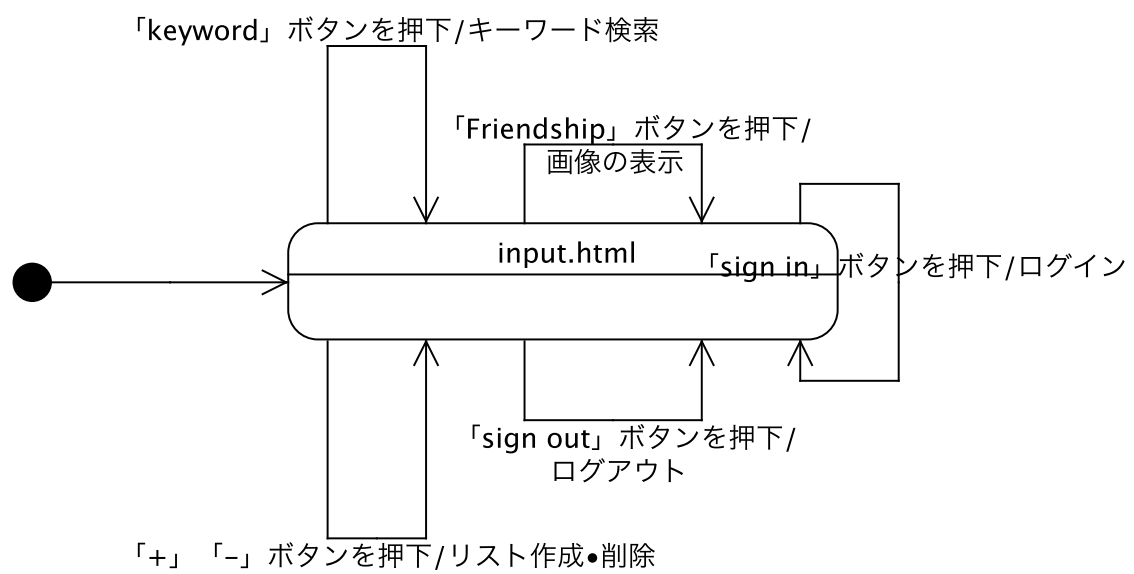 「keyword」ボタンを押下/キーワード検索
「Friendship」ボタンを押下/
画像の表示
input.html
「sign in」ボタンを押下/ログイン
「sign out」ボタンを押下/
ログアウト
「+」「−」ボタンを押下/リスト作成•削除